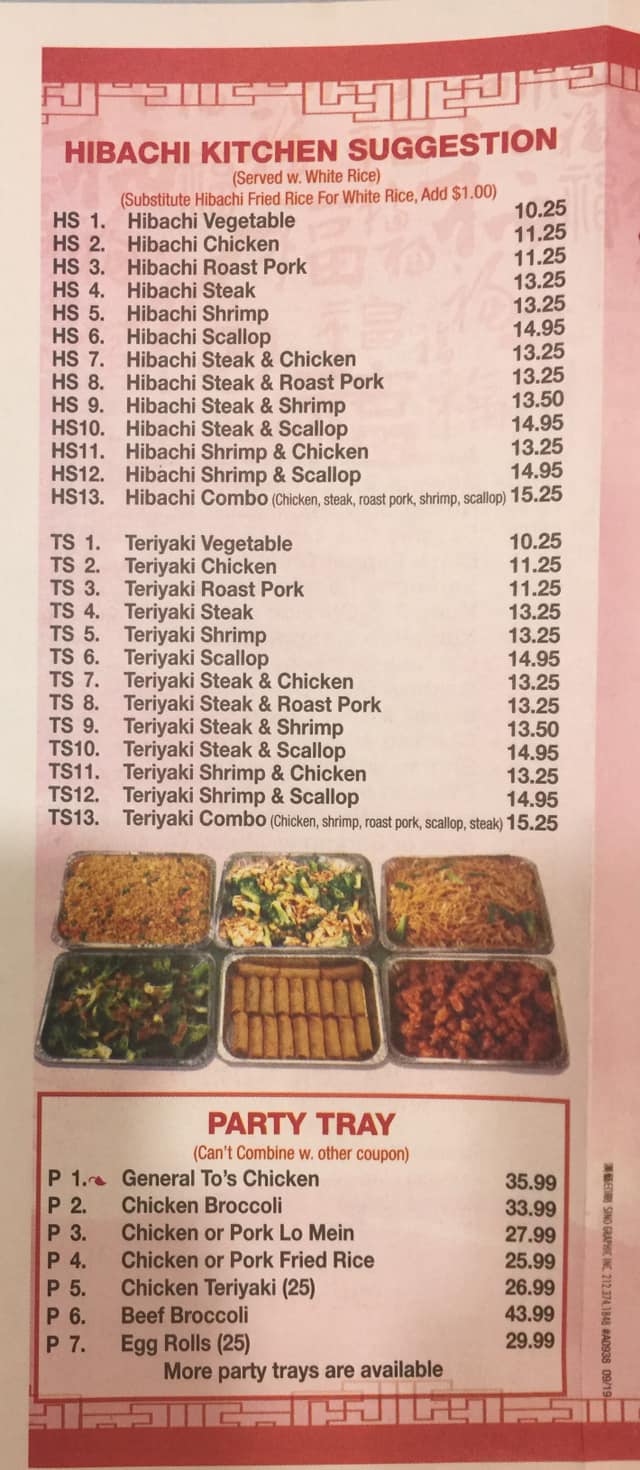 HIBACHI KITCHEN SUGGESTION
(Served w. White Rice)
(Substitute Hibachi Fried Rice For White Rice, Add $1.00)
HS 1. Hibachi Vegetable 10.25
HS 2. Hibachi Chicken 11.25
HS 3. Hibachi Roast Pork 11.25
HS 4. Hibachi Steak 13.25
HS 5. Hibachi Shrimp 13.25
HS 6. Hibachi Scallop 14.95
HS 7. Hibachi Steak & Chicken 13.25
HS 8. Hibachi Steak & Roast Pork 13.25
HS 9. Hibachi Steak & Shrimp 13.50
HS10. Hibachi Steak & Scallop 14.95
HS11. Hibachi Shrimp & Chicken 13.25
HS12. Hibachi Shrimp & Scallop 14.95
HS13. Hibachi Combo (Chicken, steak, roast pork, shrimp, scallop) 15.25
TS 1. Teriyaki Vegetable 10.25
TS 2. Teriyaki Chicken 11.25
TS 3. Teriyaki Roast Pork 11.25
TS 4. Teriyaki Steak 13.25
TS 5. Teriyaki Shrimp 13.25
TS 6. Teriyaki Scallop 14.95
TS 7. Teriyaki Steak & Chicken 13.25
TS 8. Teriyaki Steak & Roast Pork 13.25
TS 9. Teriyaki Steak & Shrimp 13.50
TS10. Teriyaki Steak & Scallop 14.95
TS11. Teriyaki Shrimp & Chicken 13.25
TS12. Teriyaki Shrimp & Scallop 14.95
TS13. Teriyaki Combo (Chicken, shrimp, roast pork, scallop, steak) 15.25
PARTY TRAY
(Can't Combine w. other coupon)
P 1. General To's Chicken 35.99
P 2. Chicken Broccoli 33.99
P 3. Chicken or Pork Lo Mein 27.99
P 4. Chicken or Pork Fried Rice 25.99
P 5. Chicken Teriyaki (25) 26.99
P 6. Beef Broccoli 43.99
P 7. Egg Rolls (25) 29.99
More party trays are available
SINO GRAPHIC INC. 212.374.1848 #A0938 09/19